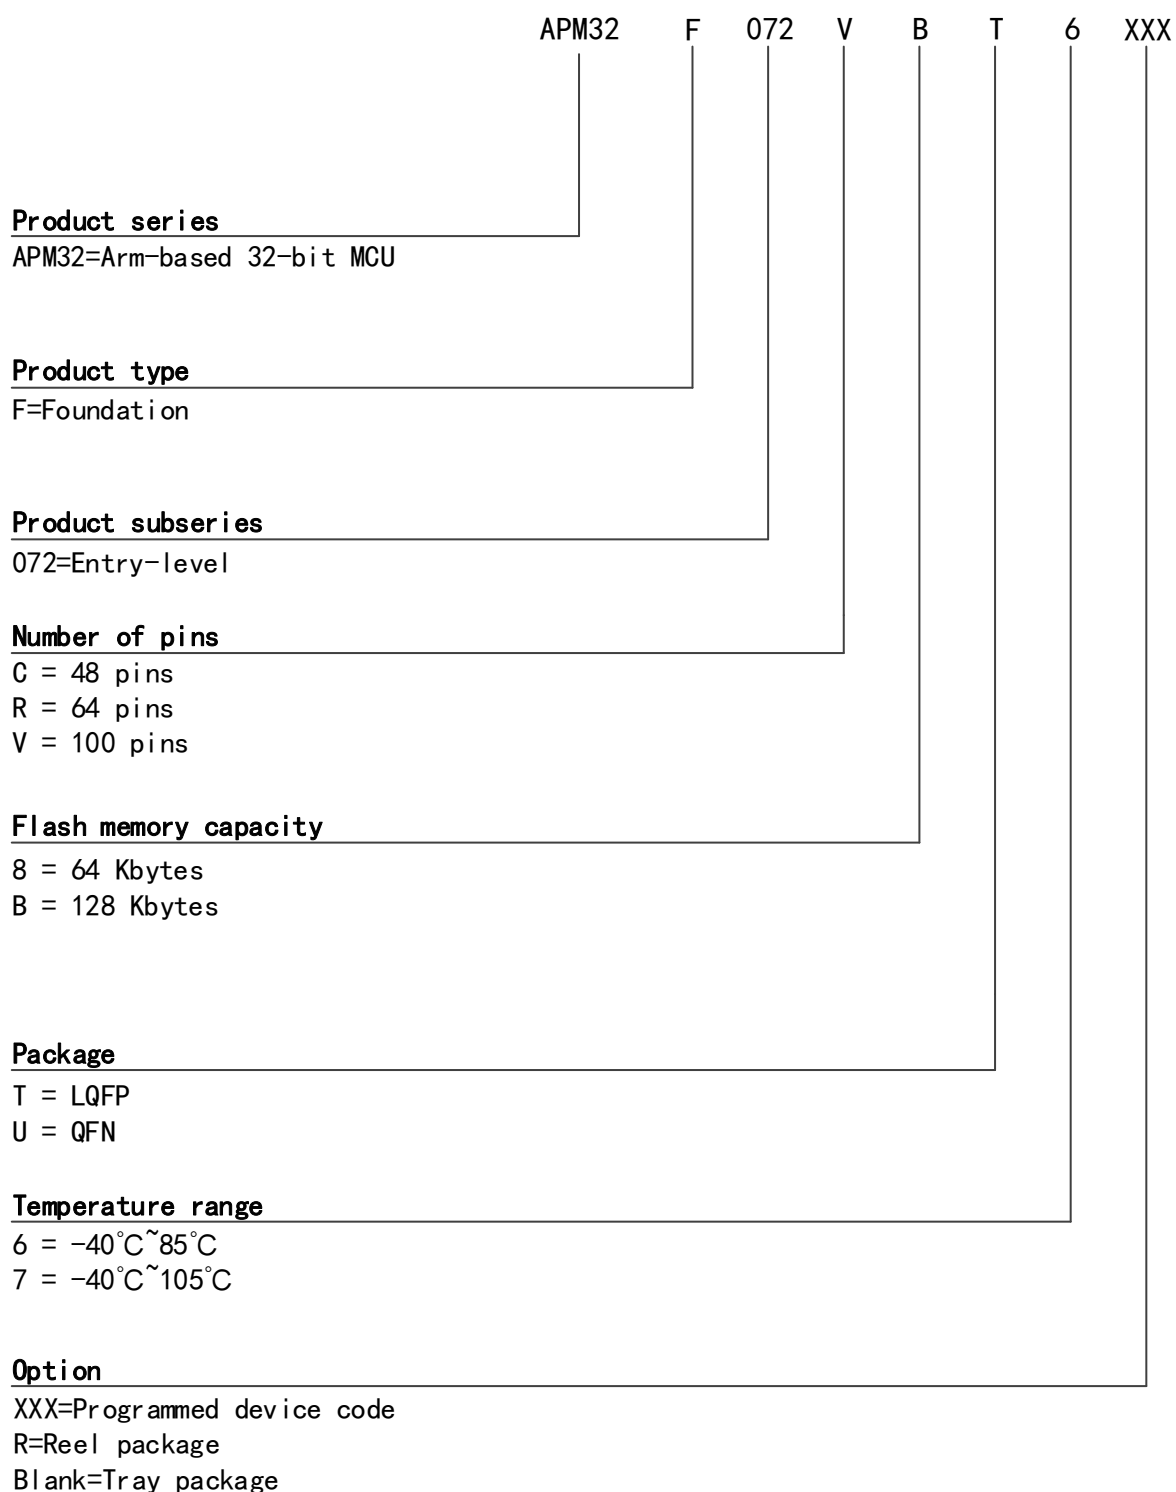 APM32 F 072 V B T 6 XXX
Product series
APM32=Arm-based 32-bit MCU
Product type
F=Foundation
Product subseries
072=Entry-level
Number of pins
C = 48 pins
R = 64 pins
V = 100 pins
Flash memory capacity
8 = 64 Kbytes
B = 128 Kbytes
Package
T = LQFP
U = QFN
Temperature range
6 = -40℃~85℃
7 = -40℃~105℃
Option
XXX=Programmed device code
R=Reel package
Blank=Tray package